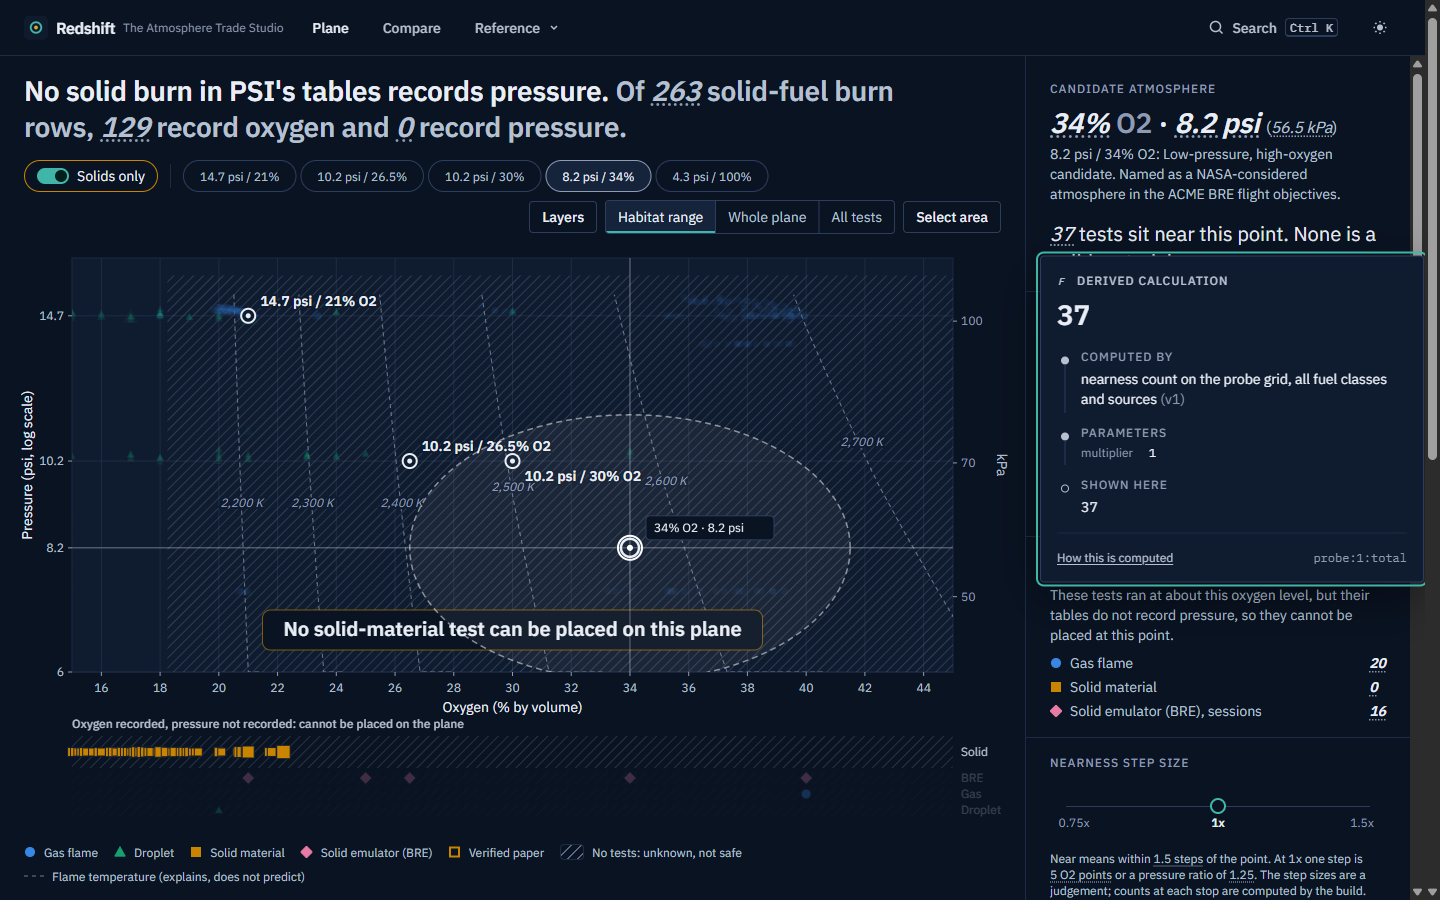 Redshift The Atmosphere Trade Studio Plane Compare Reference Search Ctrl K
No solid burn in PSI's tables records pressure. Of 263 solid-fuel burn
rows, 129 record oxygen and 0 record pressure.
Solids only 14.7 psi / 21% 10.2 psi / 26.5% 10.2 psi / 30% 8.2 psi / 34% 4.3 psi / 100%
Layers Habitat range Whole plane All tests Select area
14.7 psi / 21% O2
14.7
100
10.2 psi / 26.5% O2
10.2
70
10.2 psi / 30% O2
2,200 K 2,300 K 2,400 K 2,500 K 2,600 K 2,700 K
34% O2 · 8.2 psi
8.2
50
No solid-material test can be placed on this plane
6
Pressure (psi, log scale)
kPa
16 18 20 22 24 26 28 30 32 34 36 38 40 42 44
Oxygen (% by volume)
Oxygen recorded, pressure not recorded: cannot be placed on the plane
Solid
BRE
Gas
Droplet
Gas flame Droplet Solid material Solid emulator (BRE) Verified paper No tests: unknown, not safe
Flame temperature (explains, does not predict)
CANDIDATE ATMOSPHERE
34% O2 · 8.2 psi (56.5 kPa)
8.2 psi / 34% O2: Low-pressure, high-oxygen
candidate. Named as a NASA-considered
atmosphere in the ACME BRE flight objectives.
37 tests sit near this point. None is a
F DERIVED CALCULATION
37
COMPUTED BY
nearness count on the probe grid, all fuel classes
and sources (v1)
PARAMETERS
multiplier 1
SHOWN HERE
37
How this is computed probe:1:total
These tests ran at about this oxygen level, but their
tables do not record pressure, so they cannot be
placed at this point.
Gas flame 20
Solid material 0
Solid emulator (BRE), sessions 16
NEARNESS STEP SIZE
0.75x 1x 1.5x
Near means within 1.5 steps of the point. At 1x one step is
5 O2 points or a pressure ratio of 1.25. The step sizes are a
judgement; counts at each stop are computed by the build.